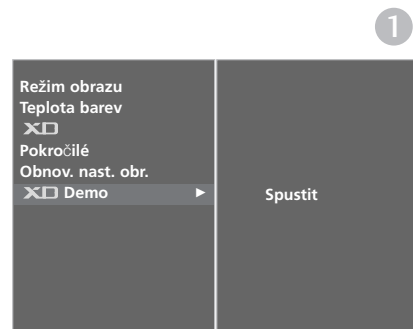 1
Režim obrazu
Teplota barev
XD
Pokročilé
Obnov. nast. obr.
XD Demo ► Spustit